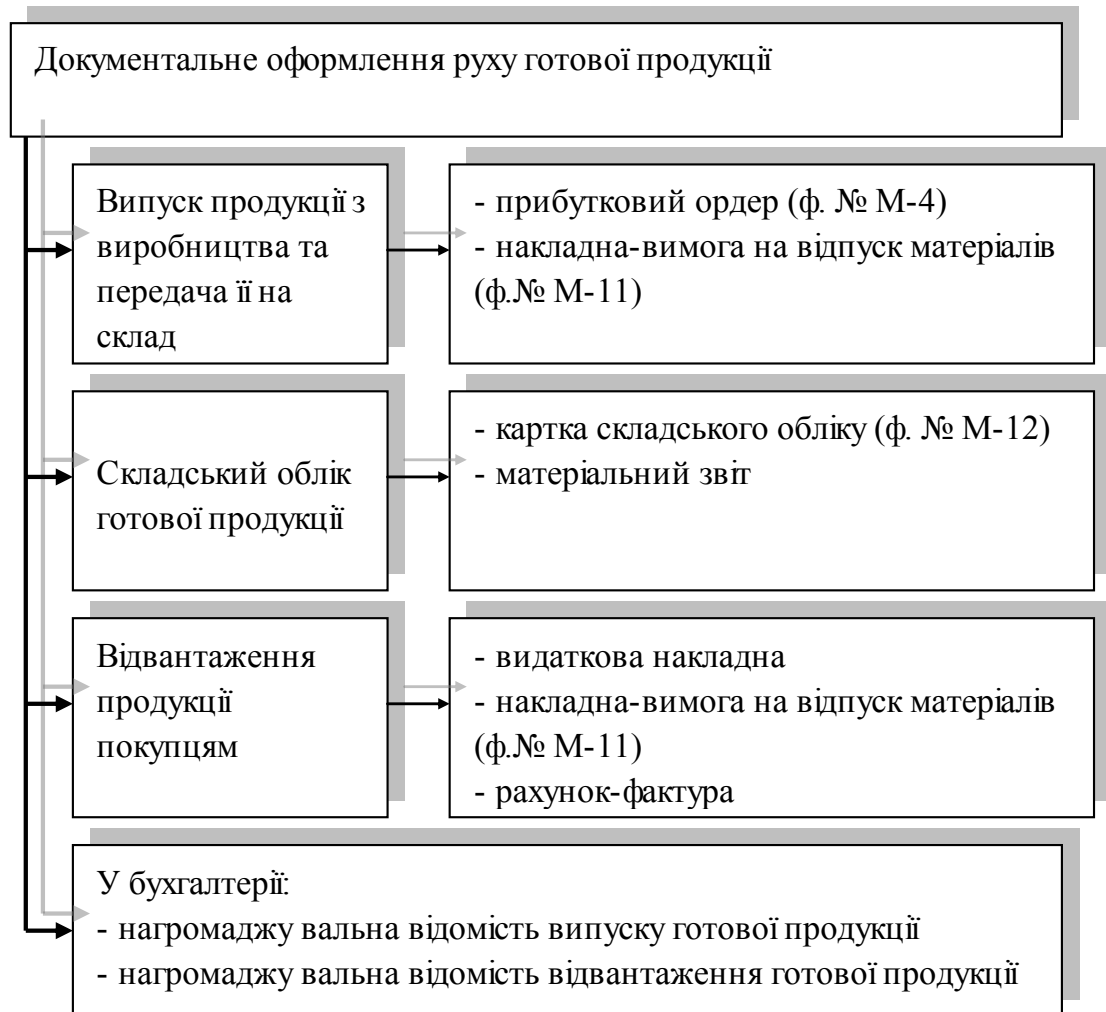 Документальне оформлення руху готової продукції
Випуск продукції з
виробництва та
передача її на
склад
- прибутковий ордер (ф. № М-4)
- накладна-вимога на відпуск матеріалів
(ф.№ М-11)
Складський облік
готової продукції
- картка складського обліку (ф. № М-12)
- матеріальний звіт
Відвантаження
продукції
покупцям
- видаткова накладна
- накладна-вимога на відпуск матеріалів
(ф.№ М-11)
- рахунок-фактура
У бухгалтерії:
- нагромаджу вальна відомість випуску готової продукції
- нагромаджу вальна відомість відвантаження готової продукції